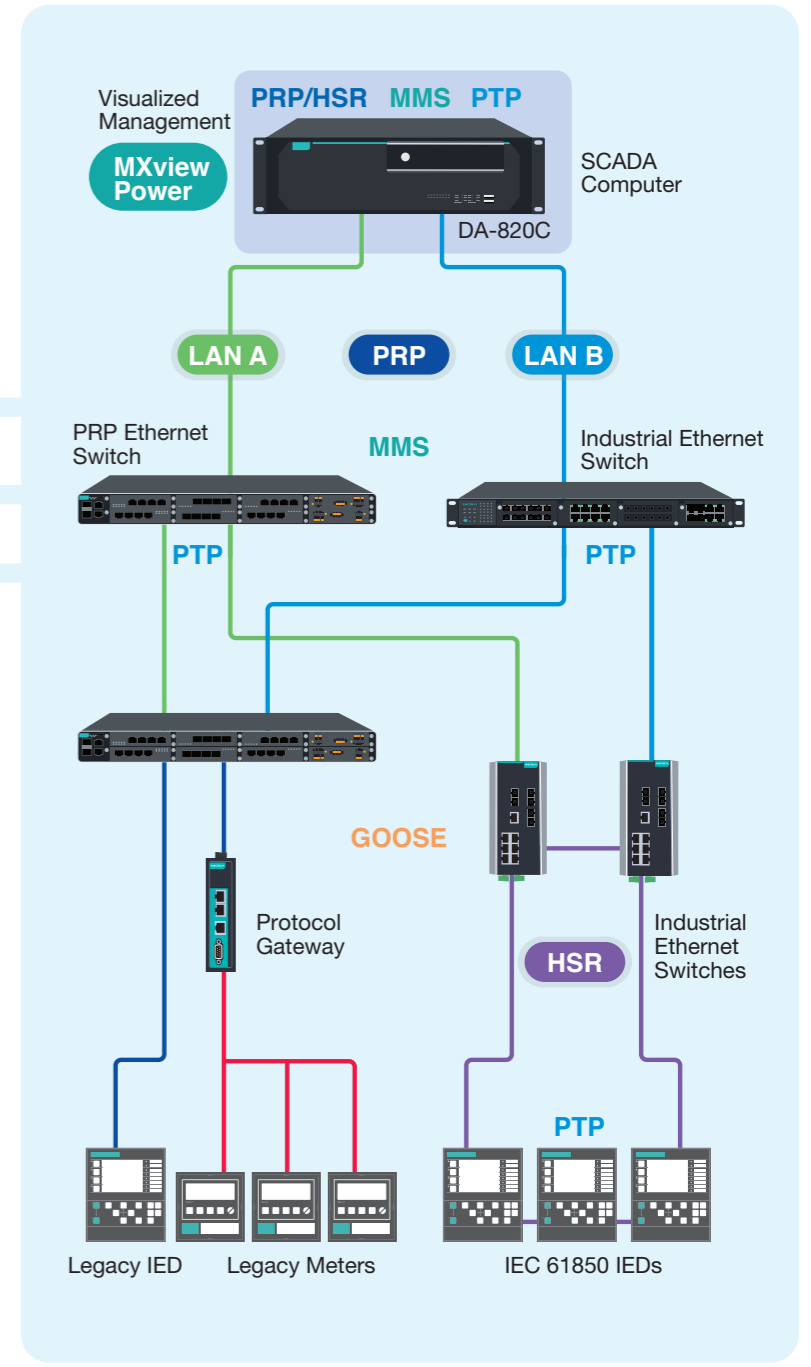 Visualized
Management
MXview
Power
PRP/HSR MMS PTP
SCADA
Computer
DA-820C
LAN A
PRP
LAN B
PRP Ethernet
Switch
MMS
Industrial Ethernet
Switch
PTP
PTP
GOOSE
Protocol
Gateway
HSR
Industrial
Ethernet
Switches
PTP
Legacy IED
Legacy Meters
IEC 61850 IEDs